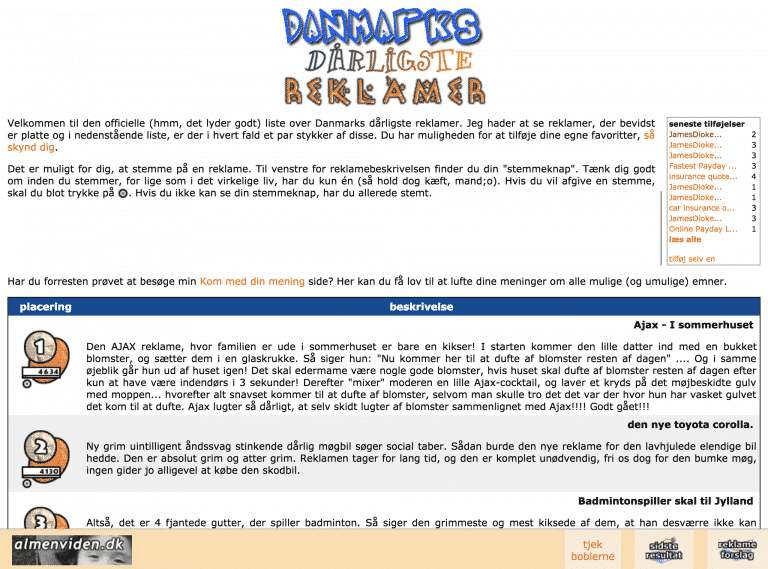 DANMARKS
DÅRLIGSTE
REKLAMER
Velkommen til den officielle (hmm, det lyder godt) liste over Danmarks dårligste reklamer. Jeg hader at se reklamer, der bevidst
er platte og i nedenstående liste, er der i hvert fald et par stykker af disse. Du har muligheden for at tilføje dine egne favoritter, så
skynd dig.
Det er muligt for dig, at stemme på en reklame. Til venstre for reklamebeskrivelsen finder du din "stemmeknap". Tænk dig godt
om inden du stemmer, for lige som i det virkelige liv, har du kun én (så hold dog kæft, mand;o). Hvis du vil afgive en stemme,
skal du blot trykke på . Hvis du ikke kan se din stemmeknap, har du allerede stemt.
seneste tilføjelser
JamesDioke... 2
JamesDioke... 3
JamesDioke... 3
Fastest Payday ... 3
insurance quote... 4
JamesDioke... 1
JamesDioke... 1
car insurance o... 3
JamesDioke... 3
Online Payday L... 1
læs alle
tilføj selv en
Har du forresten prøvet at besøge min Kom med din mening side? Her kan du få lov til at lufte dine meninger om alle mulige (og umulige) emner.
placering beskrivelse
Ajax - I sommerhuset
1
4634
Den AJAX reklame, hvor familien er ude i sommerhuset er bare en kikser! I starten kommer den lille datter ind med en bukket
blomster, og sætter dem i en glaskrukke. Så siger hun: "Nu kommer her til at dufte af blomster resten af dagen" .... Og i samme
øjeblik går hun ud af huset igen! Det skal edermame være nogle gode blomster, hvis huset skal dufte af blomster resten af dagen efter
kun at have være indendørs i 3 sekunder! Derefter "mixer" moderen en lille Ajax-cocktail, og laver et kryds på det møjbeskidte gulv
med moppen... hvorefter alt snavset kommer til at dufte af blomster, selvom man skulle tro det det var der hvor hun har vasket gulvet
det kom til at dufte. Ajax lugter så dårligt, at selv skidt lugter af blomster sammenlignet med Ajax!!!! Godt gået!!!
den nye toyota corolla.
2
4130
Ny grim uintilligent åndssvag stinkende dårlig møgbil søger social taber. Sådan burde den nye reklame for den lavhjulede elendige bil
hedde. Den er absolut grim og atter grim. Reklamen tager for lang tid, og den er komplet unødvendig, fri os dog for den bumke møg,
ingen gider jo alligevel at købe den skodbil.
Badmintonspiller skal til Jylland
3
Altså, det er 4 fjantede gutter, der spiller badminton. Så siger den grimmeste og mest kiksede af dem, at han desværre ikke kan
almenviden.dk
tjek
boblerne
sidste
resultat
reklame
forslag